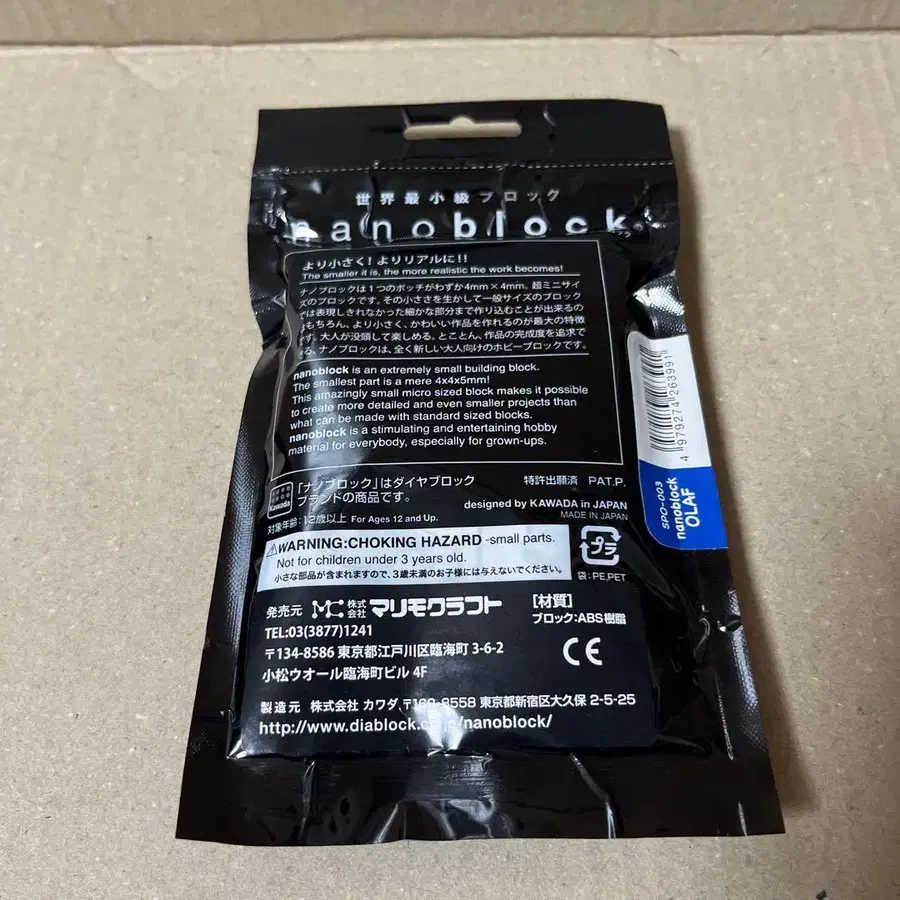 世界最小級ブロック
nanoblock
より小さく!よりリアルに!!
The smaller it is, the more realistic the work becomes!
ナノブロックは1つのポッチがわずか4mm×4mm。超ミニサイ
ズのブロックです。その小ささを生かして一般サイズのブロック
では表現しきれなかった細かな部分まで作り込むことが出来るの
はもちろん、より小さく、かわいい作品を作れるのが最大の特徴
です。大人が没頭して楽しめる。とことん、作品の完成度を追求で
きる、ナノブロックは、全く新しい大人向けのホビーブロックです。
nanoblock is an extremely small building block.
The smallest part is a mere 4x4x5mm!
This amazingly small micro sized block makes it possible
to create more detailed and even smaller projects than
what can be made with standard sized blocks.
nanoblock is a stimulating and entertaining hobby
material for everybody, especially for grown-ups.
Kawada
「ナノブロック」はダイヤブロック
ブランドの商品です。
特許出願済 PAT.P.
designed by KAWADA in JAPAN
MADE IN JAPAN
対象年齢:12歳以上 For Ages 12 and Up.
WARNING:CHOKING HAZARD -small parts.
Not for children under 3 years old.
小さな部品が含まれますので、3歳未満のお子様には与えないでください。
プラ
袋:PE,PET
発売元 MC 株式会社 マリモクラフト
TEL:03(3877)1241
〒134-8586 東京都江戸川区臨海町 3-6-2
小松ウオール臨海町ビル 4F
[材質]
ブロック:ABS樹脂
CE
製造元 株式会社 カワダ 〒169-8558 東京都新宿区大久保 2-5-25
http://www.diablock.co.jp/nanoblock/
4 979274 263991
SPO-003
nanoblock
OLAF